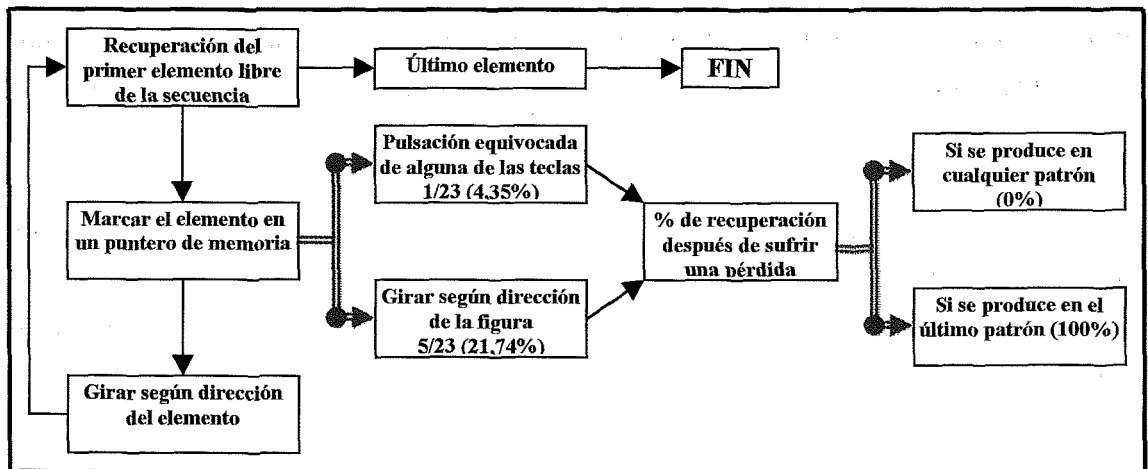 Recuperación del
primer elemento libre
de la secuencia
Último elemento
FIN
Pulsación equivocada
de alguna de las teclas
1/23 (4,35%)
Si se produce en
cualquier patrón
(0%)
Marcar el elemento en
un puntero de memoria
% de recuperación
después de sufrir
una pérdida
Girar según dirección
de la figura
5/23 (21,74%)
Si se produce en el
último patrón (100%)
Girar según dirección
del elemento